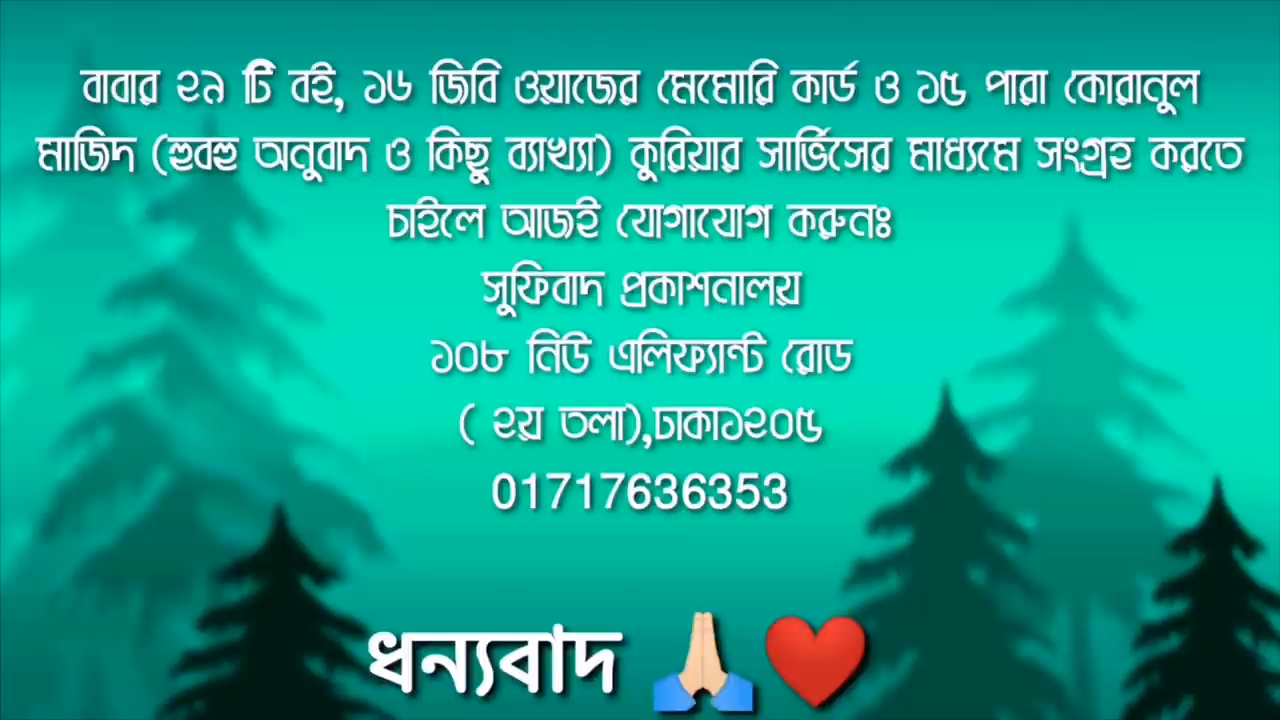 বাবার ২৯ টি বই, ১৬ জিবি ওয়াজের মেমোরি কার্ড ও ১৫ পারা কোরানুল
মাজিদ (হুবহু অনুবাদ ও কিছু ব্যাখ্যা) কুরিয়ার সার্ভিসের মাধ্যমে সংগ্রহ করতে
চাইলে আজই যোগাযোগ করুনঃ
সুফিবাদ প্রকাশনালয়
১০৮ নিউ এলিফ্যান্ট রোড
( ২য় তলা),ঢাকা১২০৫
01717636353
ধন্যবাদ 🙏🏻❤️